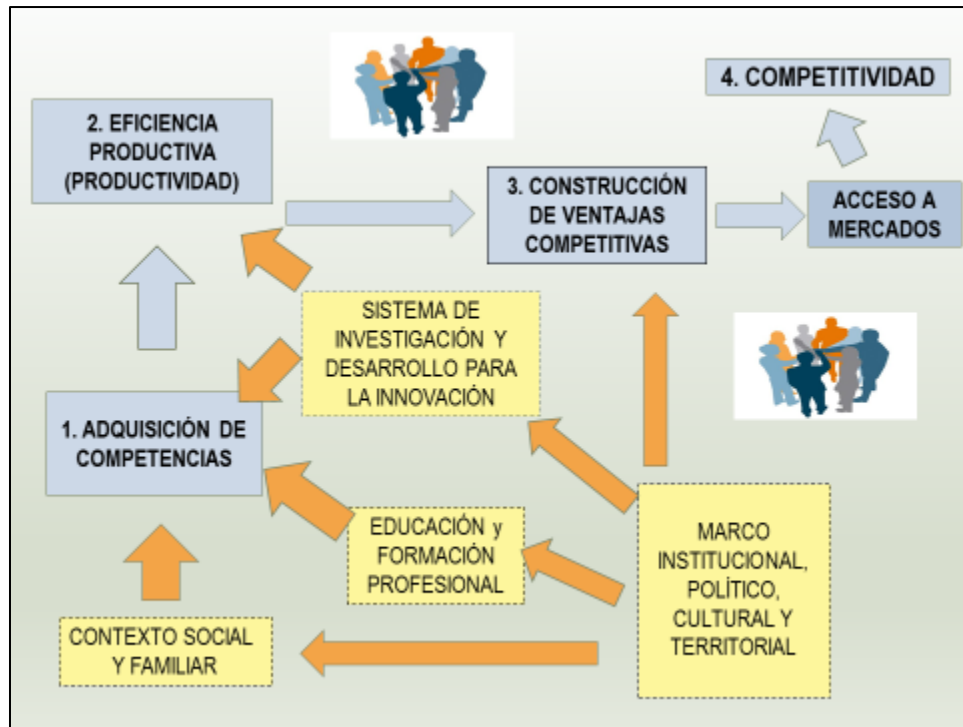 4. COMPETITIVIDAD
2. EFICIENCIA
PRODUCTIVA
(PRODUCTIVIDAD)
3. CONSTRUCCIÓN
DE VENTAJAS
COMPETITIVAS
ACCESO A
MERCADOS
SISTEMA DE
INVESTIGACIÓN Y
DESARROLLO PARA
LA INNOVACIÓN
1. ADQUISICIÓN DE
COMPETENCIAS
EDUCACIÓN y
FORMACIÓN
PROFESIONAL
MARCO
INSTITUCIONAL,
POLÍTICO,
CULTURAL Y
TERRITORIAL
CONTEXTO SOCIAL
Y FAMILIAR